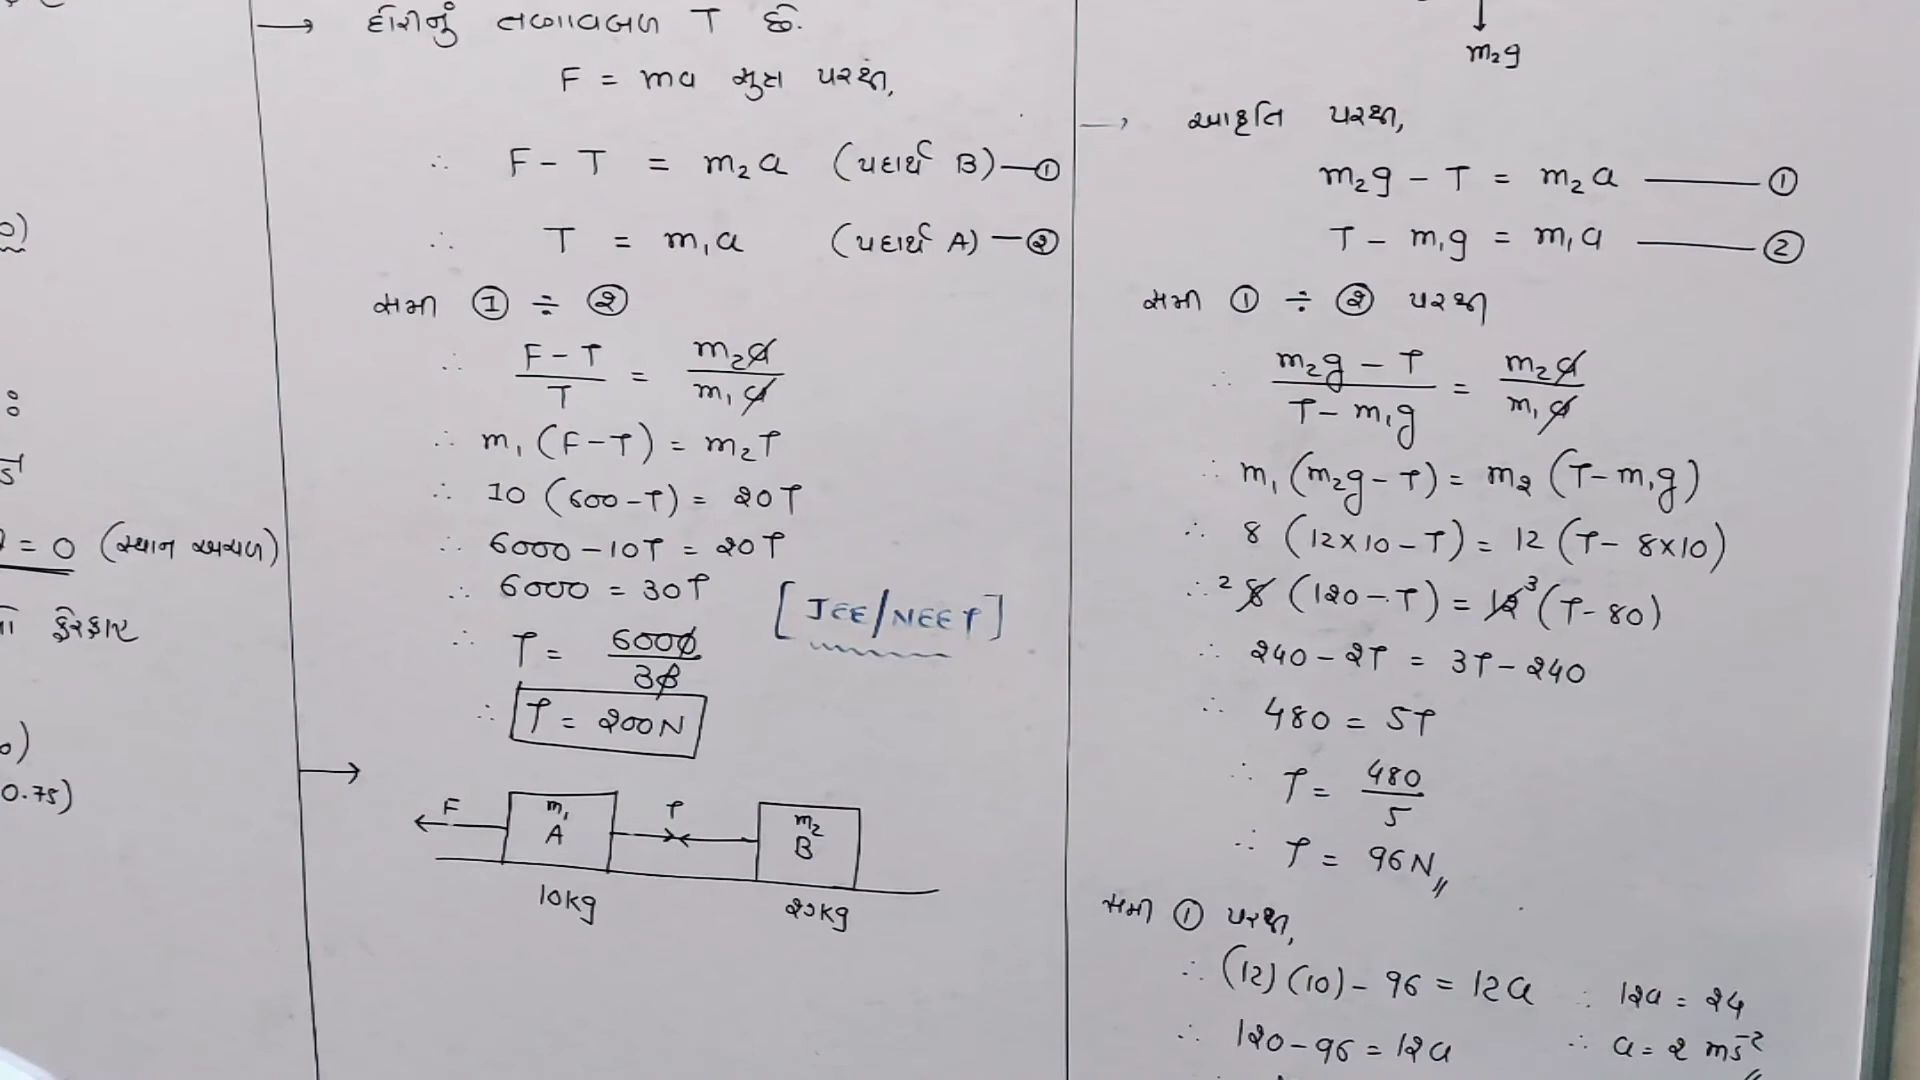 → દોરીનું તણાવબળ T છે.
F = ma સુત્ર પરથી,
∴ F - T = m₂a (પદાર્થ B) — ①
∴ T = m₁a (પદાર્થ A) — ②
સમી ① ÷ ②
∴ (F - T)/T = m₂a/m₁a
∴ m₁ (F - T) = m₂T
∴ 10 (600 - T) = 20T
∴ 6000 - 10T = 20T
∴ 6000 = 30T
[JEE/NEET]
∴ T = 6000/30
∴ T = 200N
→
F m₁ T m₂
A B
10kg 20kg
= 0 (સ્થાન અચળ)
ફેરફાર
0.75)
m₂g
→ આકૃતિ પરથી,
m₂g - T = m₂a — ①
T - m₁g = m₁a — ②
સમી ① ÷ ② પરથી
∴ (m₂g - T)/(T - m₁g) = m₂a/m₁a
∴ m₁ (m₂g - T) = m₂ (T - m₁g)
∴ 8 (12×10 - T) = 12 (T - 8×10)
∴ ² 8 (120 - T) = 12 ³ (T - 80)
∴ 240 - 2T = 3T - 240
∴ 480 = 5T
∴ T = 480/5
∴ T = 96N //
સમી ① પરથી,
∴ (12) (10) - 96 = 12a ∴ 12a = 24
∴ 120 - 96 = 12a ∴ a = 2 ms⁻²